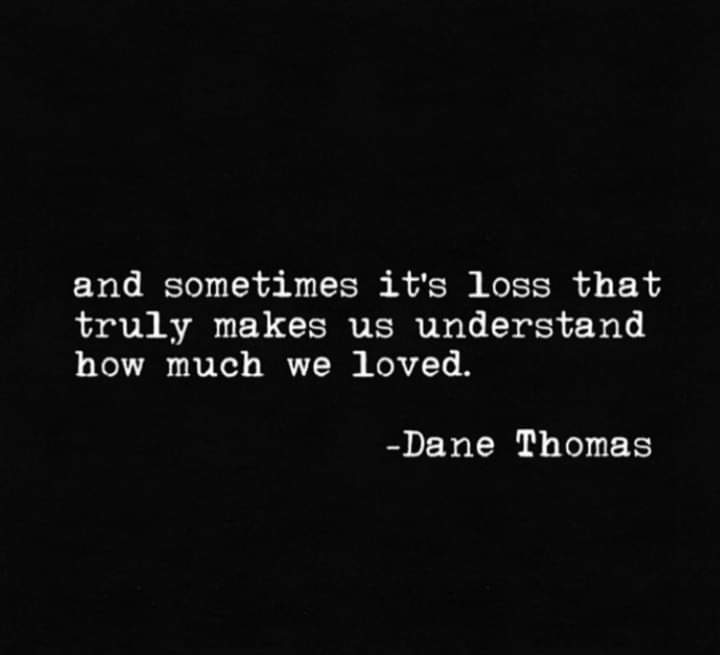 and sometimes it's loss that
truly makes us understand
how much we loved.
-Dane Thomas